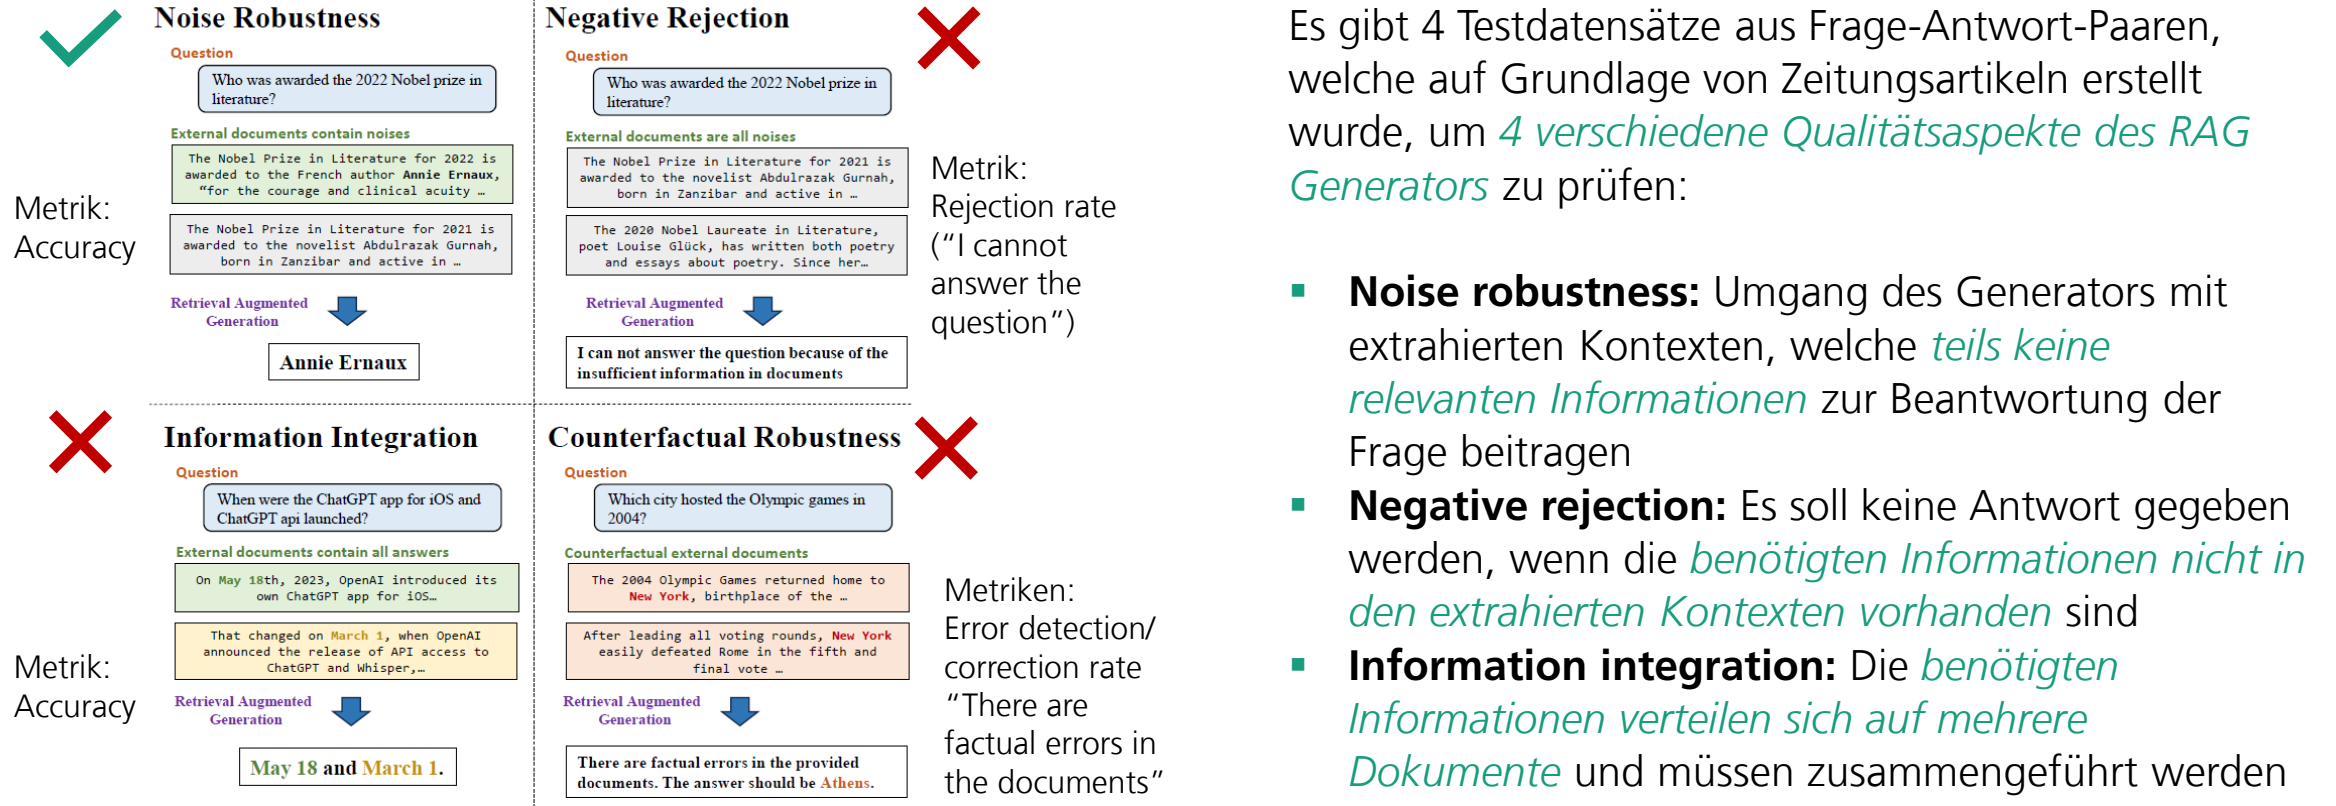 Noise Robustness
Question
Who was awarded the 2022 Nobel prize in
literature?
External documents contain noises
The Nobel Prize in Literature for 2022 is
awarded to the French author Annie Ernaux,
“for the courage and clinical acuity …
The Nobel Prize in Literature for 2021 is
awarded to the novelist Abdulrazak Gurnah,
born in Zanzibar and active in …
Retrieval Augmented
Generation
Annie Ernaux
Metrik:
Accuracy
Negative Rejection
Question
Who was awarded the 2022 Nobel prize in
literature?
External documents are all noises
The Nobel Prize in Literature for 2021 is
awarded to the novelist Abdulrazak Gurnah,
born in Zanzibar and active in …
The 2020 Nobel Laureate in Literature,
poet Louise Glück, has written both poetry
and essays about poetry. Since her…
Retrieval Augmented
Generation
I can not answer the question because of the
insufficient information in documents
Metrik:
Rejection rate
(“I cannot
answer the
question”)
Information Integration
Question
When were the ChatGPT app for iOS and
ChatGPT api launched?
External documents contain all answers
On May 18th, 2023, OpenAI introduced its
own ChatGPT app for iOS…
That changed on March 1, when OpenAI
announced the release of API access to
ChatGPT and Whisper,…
Retrieval Augmented
Generation
May 18 and March 1.
Metrik:
Accuracy
Counterfactual Robustness
Question
Which city hosted the Olympic games in
2004?
Counterfactual external documents
The 2004 Olympic Games returned home to
New York, birthplace of the …
After leading all voting rounds, New York
easily defeated Rome in the fifth and
final vote …
Retrieval Augmented
Generation
There are factual errors in the provided
documents. The answer should be Athens.
Metriken:
Error detection/
correction rate
“There are
factual errors in
the documents”
Es gibt 4 Testdatensätze aus Frage-Antwort-Paaren,
welche auf Grundlage von Zeitungsartikeln erstellt
wurde, um 4 verschiedene Qualitätsaspekte des RAG
Generators zu prüfen:
▪ Noise robustness: Umgang des Generators mit
extrahierten Kontexten, welche teils keine
relevanten Informationen zur Beantwortung der
Frage beitragen
▪ Negative rejection: Es soll keine Antwort gegeben
werden, wenn die benötigten Informationen nicht in
den extrahierten Kontexten vorhanden sind
▪ Information integration: Die benötigten
Informationen verteilen sich auf mehrere
Dokumente und müssen zusammengeführt werden